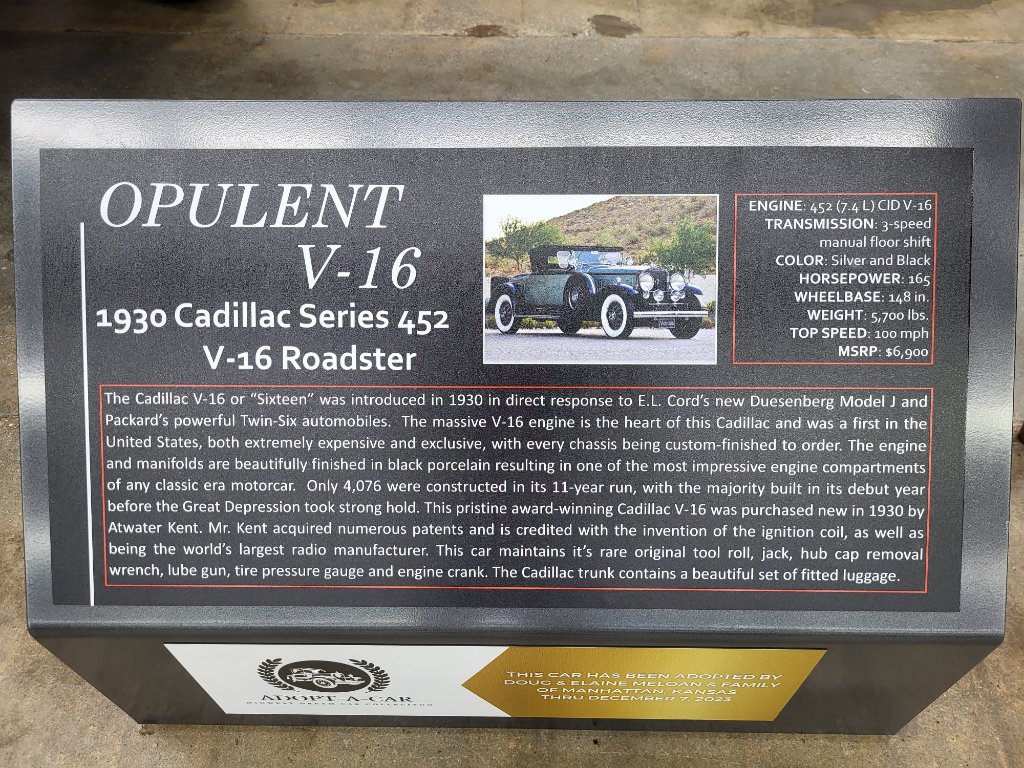 OPULENT
V-16
1930 Cadillac Series 452
V-16 Roadster
ENGINE: 452 (7.4 L) CID V-16
TRANSMISSION: 3-speed
manual floor shift
COLOR: Silver and Black
HORSEPOWER: 165
WHEELBASE: 148 in.
WEIGHT: 5,700 lbs.
TOP SPEED: 100 mph
MSRP: $6,900
The Cadillac V-16 or “Sixteen” was introduced in 1930 in direct response to E.L. Cord’s new Duesenberg Model J and
Packard’s powerful Twin-Six automobiles. The massive V-16 engine is the heart of this Cadillac and was a first in the
United States, both extremely expensive and exclusive, with every chassis being custom-finished to order. The engine
and manifolds are beautifully finished in black porcelain resulting in one of the most impressive engine compartments
of any classic era motorcar. Only 4,076 were constructed in its 11-year run, with the majority built in its debut year
before the Great Depression took strong hold. This pristine award-winning Cadillac V-16 was purchased new in 1930 by
Atwater Kent. Mr. Kent acquired numerous patents and is credited with the invention of the ignition coil, as well as
being the world’s largest radio manufacturer. This car maintains it’s rare original tool roll, jack, hub cap removal
wrench, lube gun, tire pressure gauge and engine crank. The Cadillac trunk contains a beautiful set of fitted luggage.
ADOPT-A-CAR
MIDWEST DREAM CAR COLLECTION
THIS CAR HAS BEEN ADOPTED BY
DOUG & ELAINE MELOAN & FAMILY
OF MANHATTAN, KANSAS
THRU DECEMBER 7, 2023